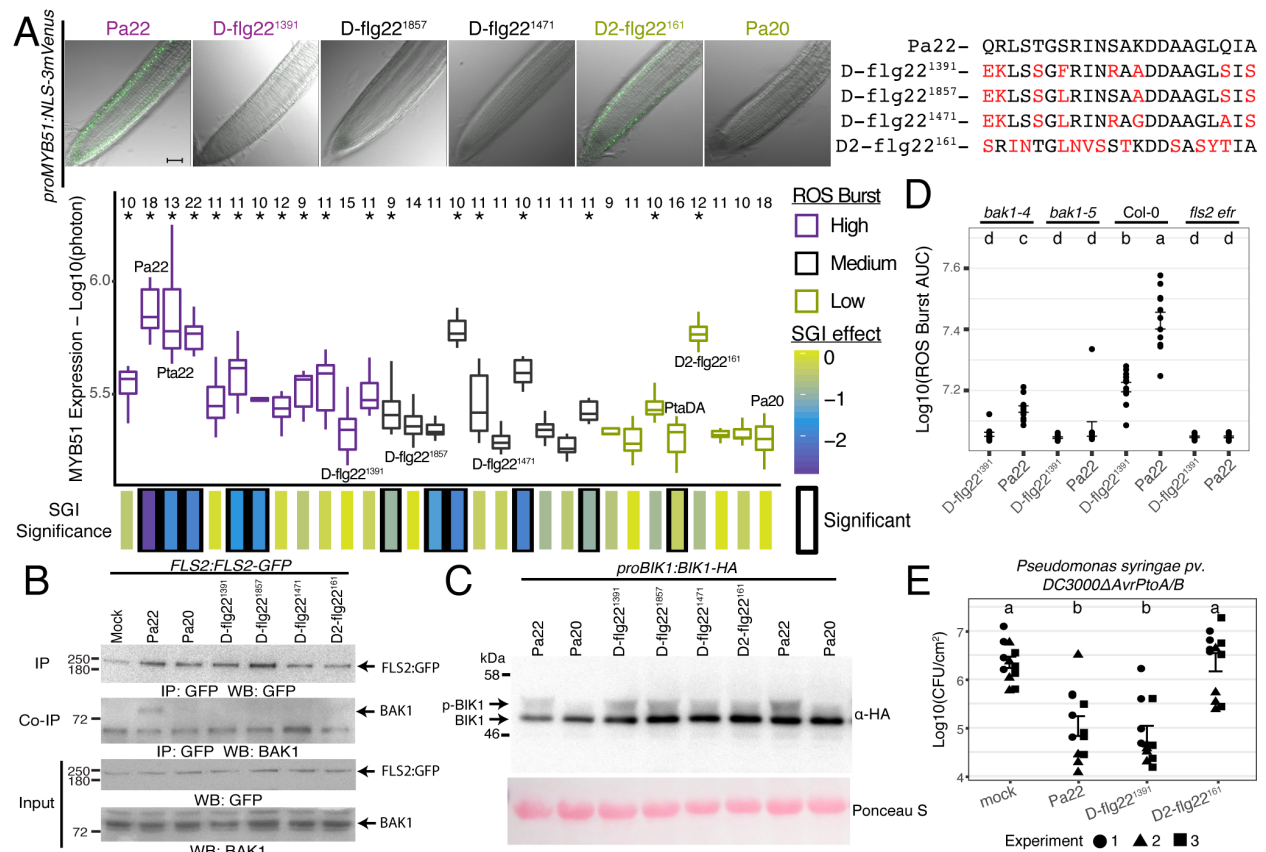 A
proMYB51:NLS-3mVenus
Pa22
D-flg22¹³⁹¹
D-flg22¹⁸⁵⁷
D-flg22¹⁴⁷¹
D2-flg22¹⁶¹
Pa20
Pa22– QRLSTGSRINSAKDDAAGLQIA
D-flg22¹³⁹¹– EKLSSGFRINRAADDAAGLSIS
D-flg22¹⁸⁵⁷– EKLSSGLRINSAADDAAGLSIS
D-flg22¹⁴⁷¹– EKLSSGLRINRAGDDAAGLAIS
D2-flg22¹⁶¹– SRINTGLNVSSTKDDSASYTIA
MYB51 Expression – Log10(photon)
6.0
5.5
10 18 13 22 11 11 10 12 9 11 15 11 9 14 11 10 11 11 10 11 11 9 11 11 10 16 12 11 10 18
* * * * * * * * * * * * * * * * * *
Pa22
Pta22
D-flg22¹³⁹¹
D-flg22¹⁸⁵⁷
D-flg22¹⁴⁷¹
D2-flg22¹⁶¹
PtaDA
Pa20
ROS Burst
High
Medium
Low
SGI effect
0
−1
−2
SGI
Significance
Significant
D
bak1-4 bak1-5 Col-0 fls2 efr
d c d d b a d d
Log10(ROS Burst AUC)
7.6
7.4
7.2
D-flg22¹³⁹¹
Pa22
D-flg22¹³⁹¹
Pa22
D-flg22¹³⁹¹
Pa22
D-flg22¹³⁹¹
Pa22
B
FLS2:FLS2-GFP
Mock
Pa22
Pa20
D-flg22¹³⁹¹
D-flg22¹⁸⁵⁷
D-flg22¹⁴⁷¹
D2-flg22¹⁶¹
IP
250
180
FLS2:GFP
IP: GFP WB: GFP
Co-IP
72
BAK1
IP: GFP WB: BAK1
Input
250
180
FLS2:GFP
WB: GFP
72
BAK1
WB: BAK1
C
proBIK1:BIK1-HA
Pa22
Pa20
D-flg22¹³⁹¹
D-flg22¹⁸⁵⁷
D-flg22¹⁴⁷¹
D2-flg22¹⁶¹
Pa22
Pa20
kDa
58
p-BIK1
BIK1
46
α-HA
Ponceau S
E
Pseudomonas syringae pv.
DC3000ΔAvrPtoA/B
a b b a
Log10(CFU/cm²)
7
6
5
4
mock
Pa22
D-flg22¹³⁹¹
D2-flg22¹⁶¹
Experiment 1 2 3